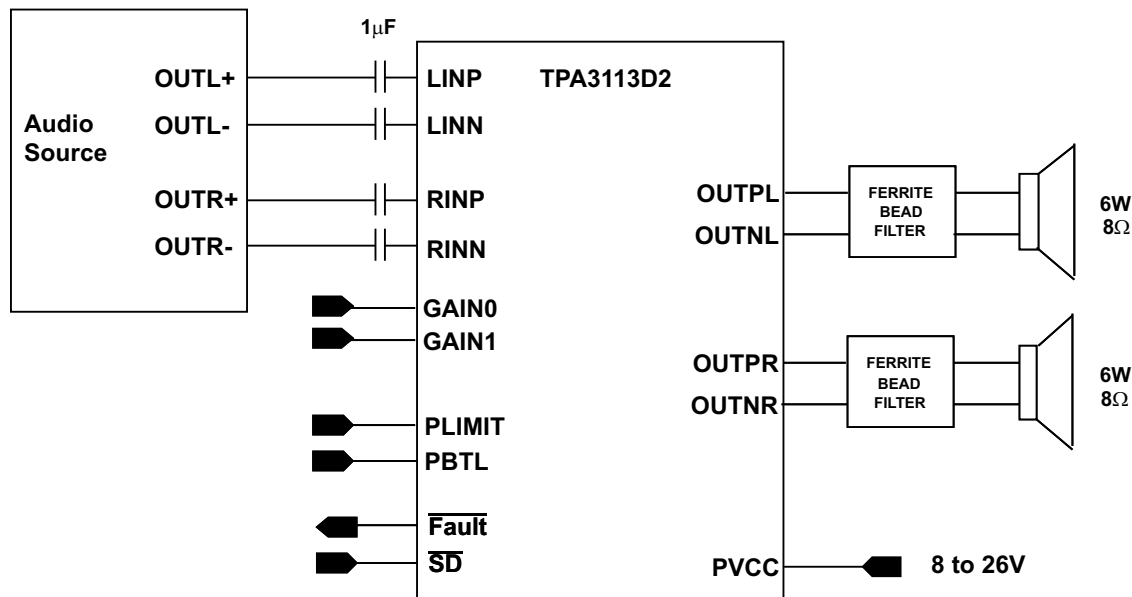 1μF
Audio
Source
OUTL+
OUTL-
OUTR+
OUTR-
TPA3113D2
LINP
LINN
RINP
RINN
GAIN0
GAIN1
PLIMIT
PBTL
Fault
SD
OUTPL
OUTNL
FERRITE
BEAD
FILTER
6W
8Ω
OUTPR
OUTNR
FERRITE
BEAD
FILTER
6W
8Ω
PVCC
8 to 26V